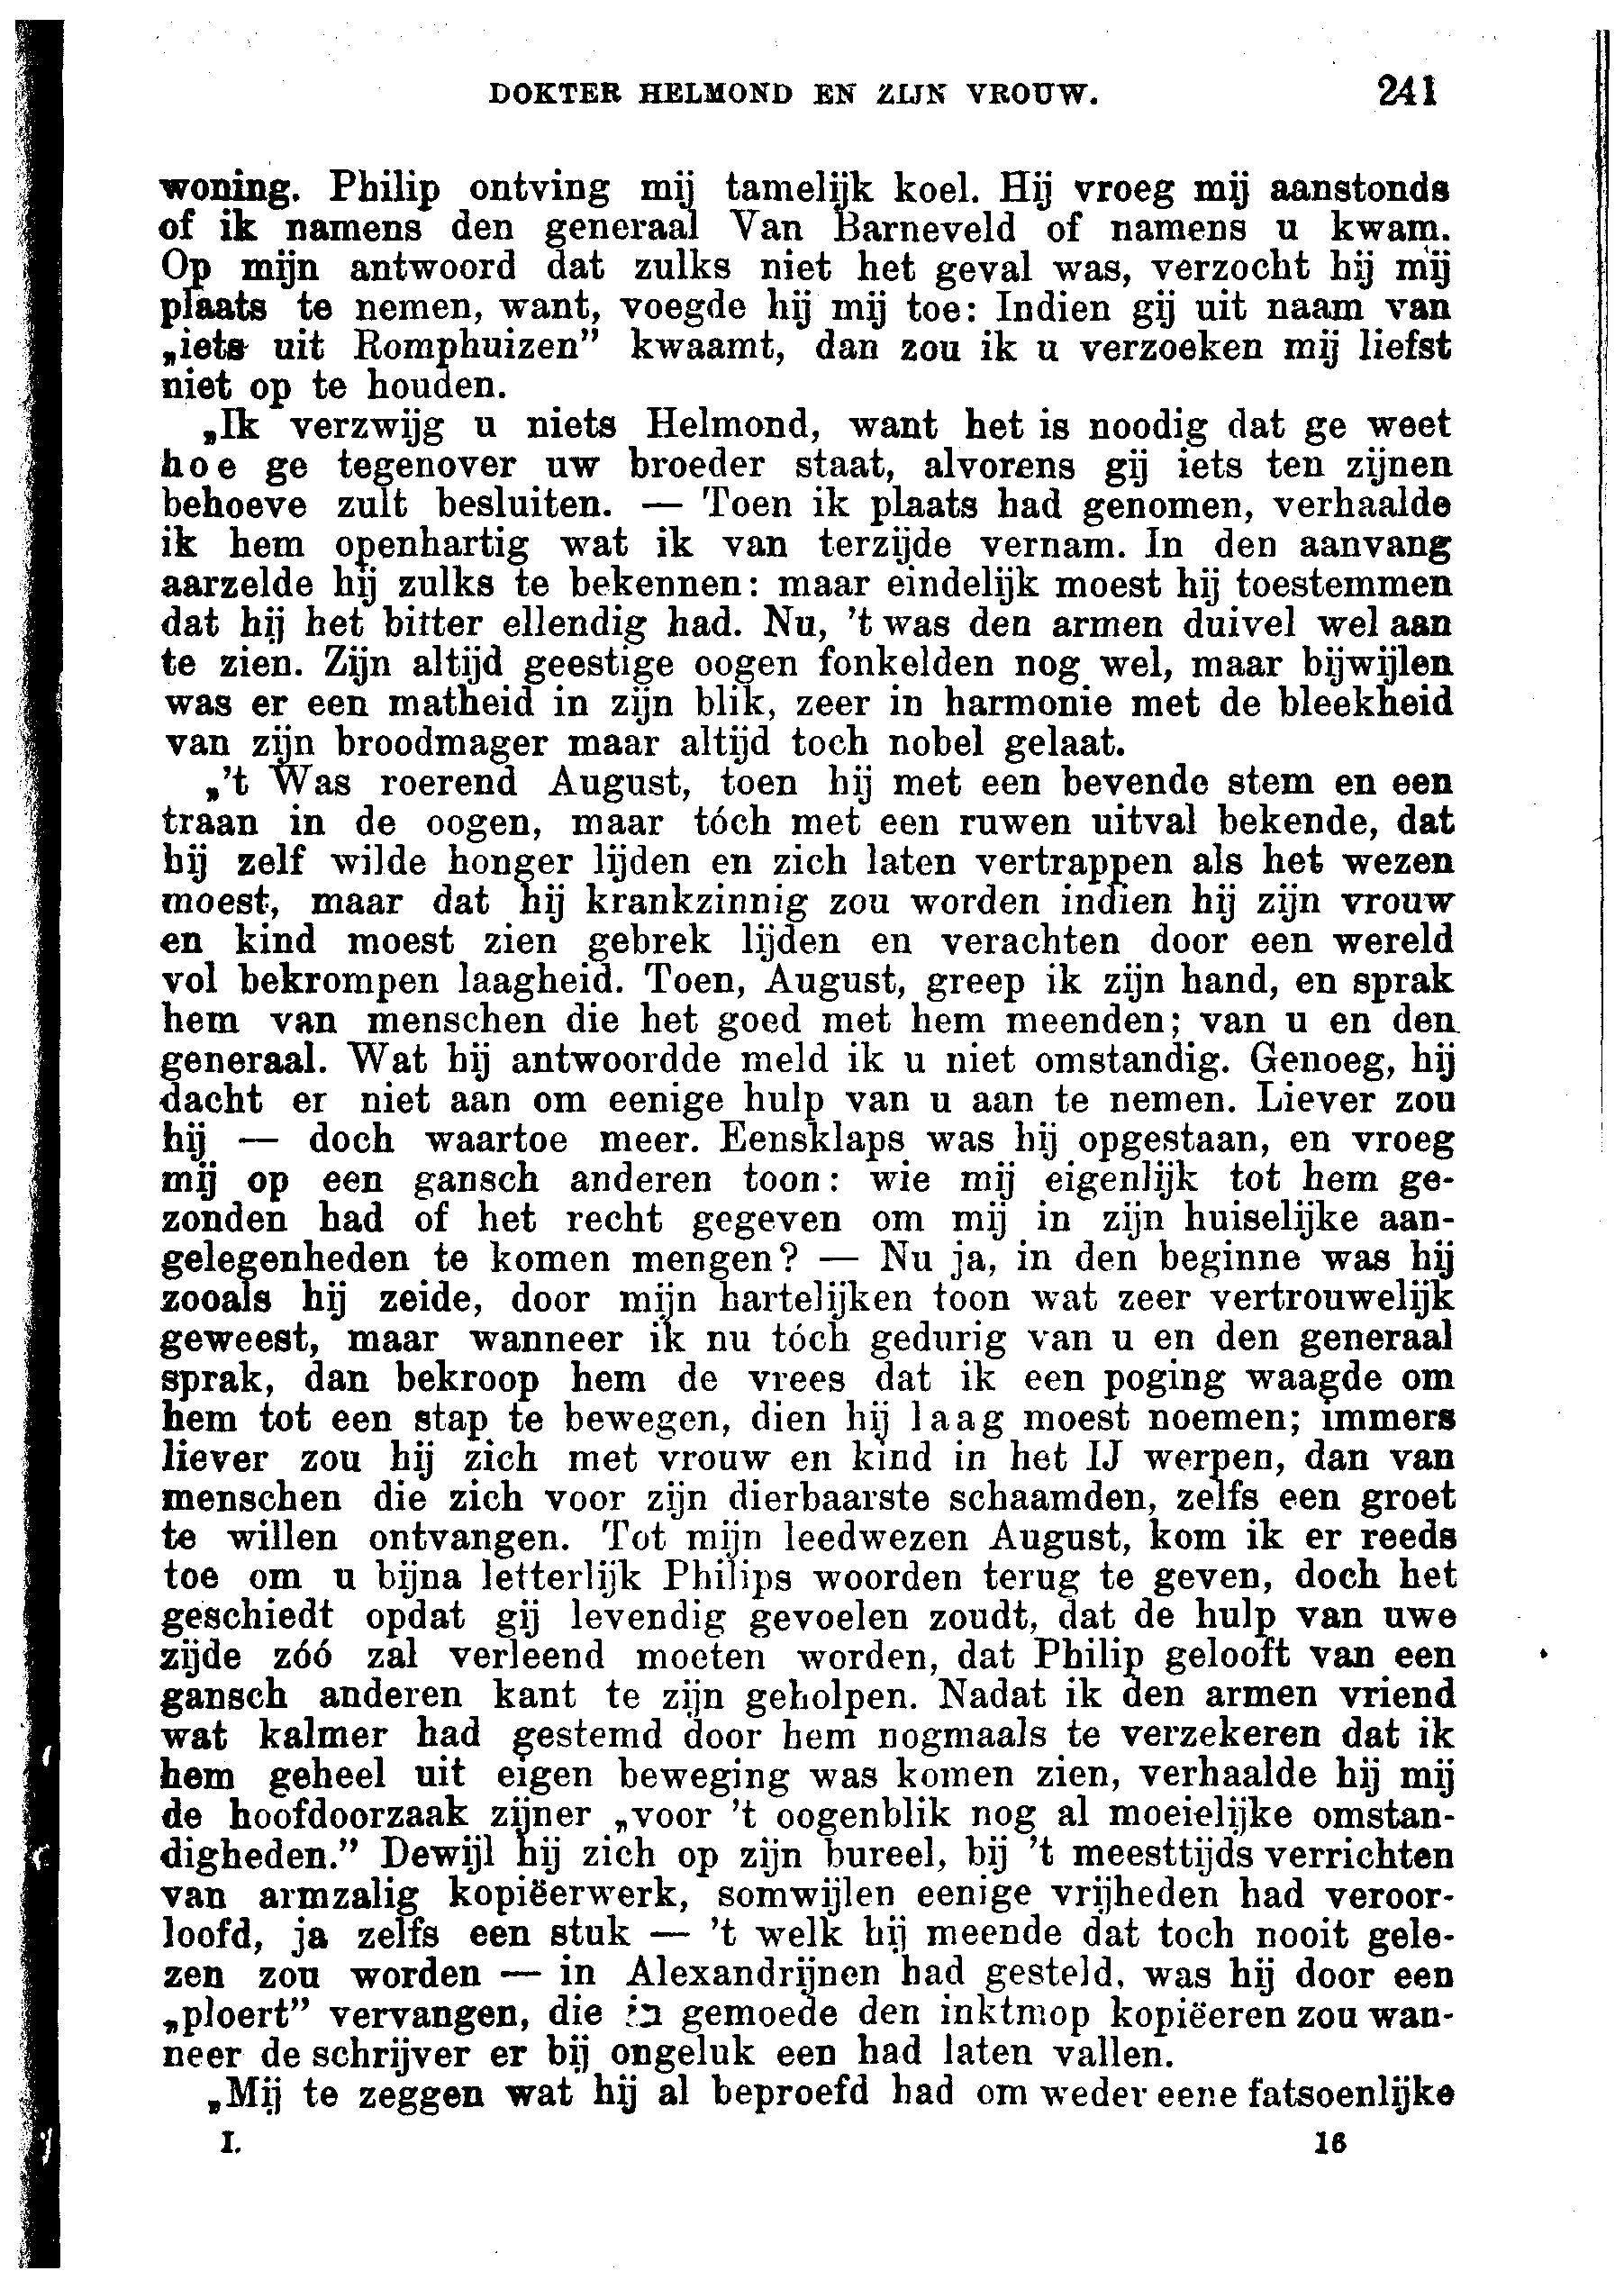 DOKTER HELMOND EN ZIJN VROUW. 241
woning. Philip ontving mij tamelijk koel. Hij vroeg mij aanstonds
of ik namens den generaal Van Barneveld of namens u kwam.
Op mijn antwoord dat zulks niet het geval was, verzocht hij mij
plaats te nemen, want, voegde hij mij toe: Indien gij uit naam van
„iets uit Romphuizen” kwaamt, dan zou ik u verzoeken mij liefst
niet op te houden.
„Ik verzwijg u niets Helmond, want het is noodig dat ge weet
hoe ge tegenover uw broeder staat, alvorens gij iets ten zijnen
behoeve zult besluiten. — Toen ik plaats had genomen, verhaalde
ik hem openhartig wat ik van terzijde vernam. In den aanvang
aarzelde hij zulks te bekennen: maar eindelijk moest hij toestemmen
dat hij het bitter ellendig had. Nu, 't was den armen duivel wel aan
te zien. Zijn altijd geestige oogen fonkelden nog wel, maar bijwijlen
was er een matheid in zijn blik, zeer in harmonie met de bleekheid
van zijn broodmager maar altijd toch nobel gelaat.
„'t Was roerend August, toen hij met een bevende stem en een
traan in de oogen, maar tóch met een ruwen uitval bekende, dat
hij zelf wilde honger lijden en zich laten vertrappen als het wezen
moest, maar dat hij krankzinnig zou worden indien hij zijn vrouw
en kind moest zien gebrek lijden en verachten door een wereld
vol bekrompen laagheid. Toen, August, greep ik zijn hand, en sprak
hem van menschen die het goed met hem meenden; van u en den
generaal. Wat hij antwoordde meld ik u niet omstandig. Genoeg, hij
dacht er niet aan om eenige hulp van u aan te nemen. Liever zou
hij — doch waartoe meer. Eensklaps was hij opgestaan, en vroeg
mij op een gansch anderen toon: wie mij eigenlijk tot hem ge-
zonden had of het recht gegeven om mij in zijn huiselijke aan-
gelegenheden te komen mengen? — Nu ja, in den beginne was hij
zooals hij zeide, door mijn hartelijken toon wat zeer vertrouwelijk
geweest, maar wanneer ik nu tóch gedurig van u en den generaal
sprak, dan bekroop hem de vrees dat ik een poging waagde om
hem tot een stap te bewegen, dien hij laag moest noemen; immers
liever zou hij zich met vrouw en kind in het IJ werpen, dan van
menschen die zich voor zijn dierbaarste schaamden, zelfs een groet
te willen ontvangen. Tot mijn leedwezen August, kom ik er reeds
toe om u bijna letterlijk Philips woorden terug te geven, doch het
geschiedt opdat gij levendig gevoelen zoudt, dat de hulp van uwe
zijde zóó zal verleend moeten worden, dat Philip gelooft van een
gansch anderen kant te zijn geholpen. Nadat ik den armen vriend
wat kalmer had gestemd door hem nogmaals te verzekeren dat ik
hem geheel uit eigen beweging was komen zien, verhaalde hij mij
de hoofdoorzaak zijner „voor 't oogenblik nog al moeielijke omstan-
digheden.” Dewijl hij zich op zijn bureel, bij 't meesttijds verrichten
van armzalig kopiëerwerk, somwijlen eenige vrijheden had veroor-
loofd, ja zelfs een stuk — 't welk hij meende dat toch nooit gele-
zen zou worden — in Alexandrijnen had gesteld, was hij door een
„ploert” vervangen, die in gemoede den inktmop kopiëeren zou wan-
neer de schrijver er bij ongeluk een had laten vallen.
„Mij te zeggen wat hij al beproefd had om weder eene fatsoenlijke
I. 16